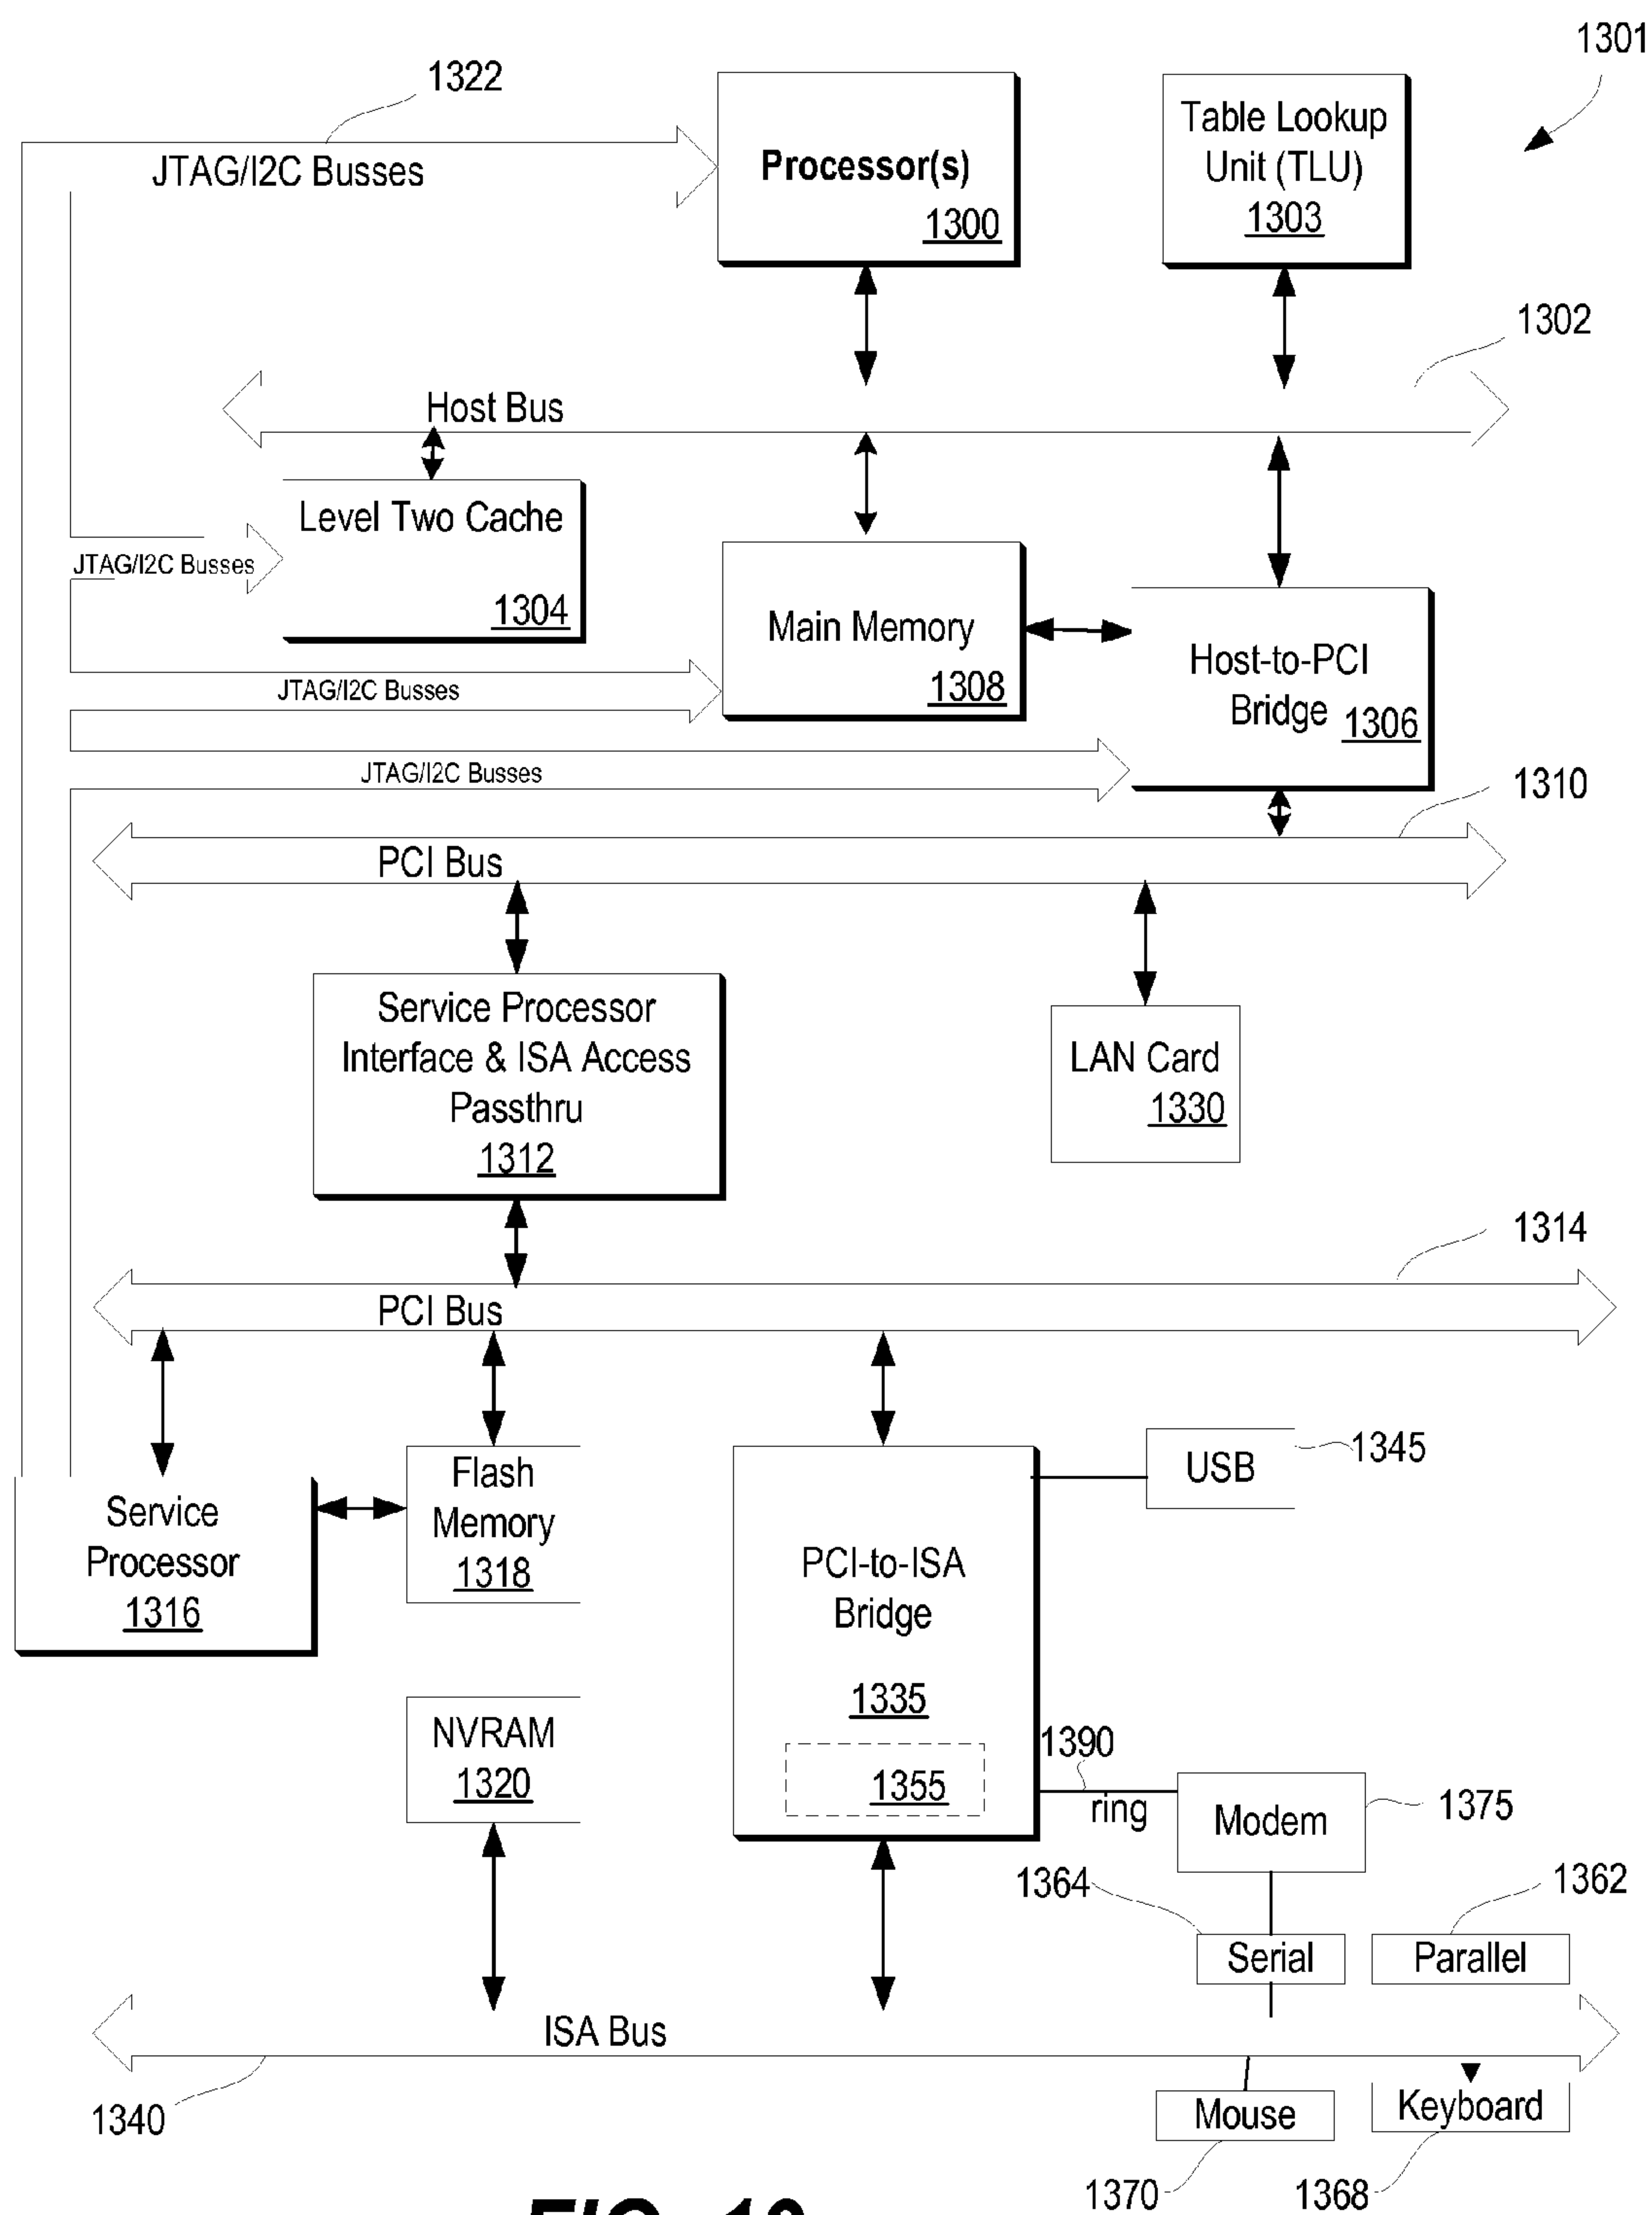 1301
1322
Table Lookup
Unit (TLU)
1303
JTAG/I2C Busses
Processor(s)
1300
1302
Host Bus
Level Two Cache
1304
JTAG/I2C Busses
Main Memory
1308
Host-to-PCI
Bridge 1306
JTAG/I2C Busses
JTAG/I2C Busses
1310
PCI Bus
Service Processor
Interface & ISA Access
Passthru
1312
LAN Card
1330
1314
PCI Bus
Service
Processor
1316
Flash
Memory
1318
USB
1345
PCI-to-ISA
Bridge
1335
1355
NVRAM
1320
1390
ring
Modem
1375
1364
1362
Serial
Parallel
ISA Bus
1340
Mouse
Keyboard
1370
1368